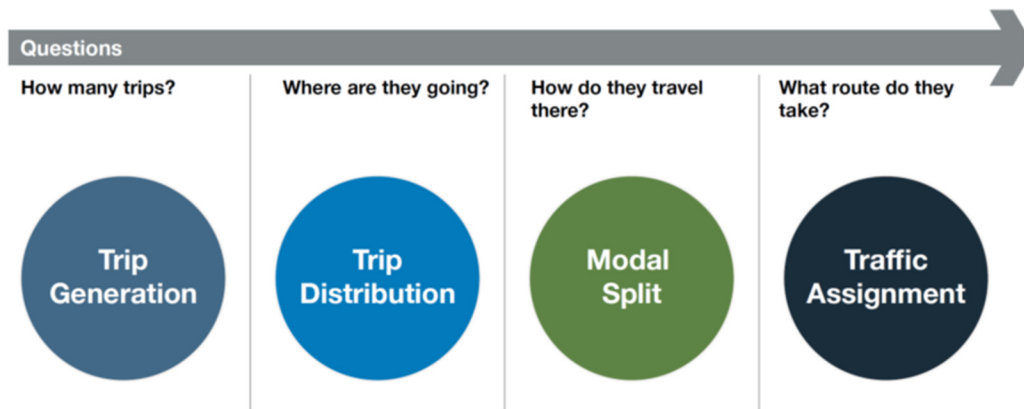 Questions
How many trips?
Where are they going?
How do they travel
there?
What route do they
take?
Trip
Generation
Trip
Distribution
Modal
Split
Traffic
Assignment